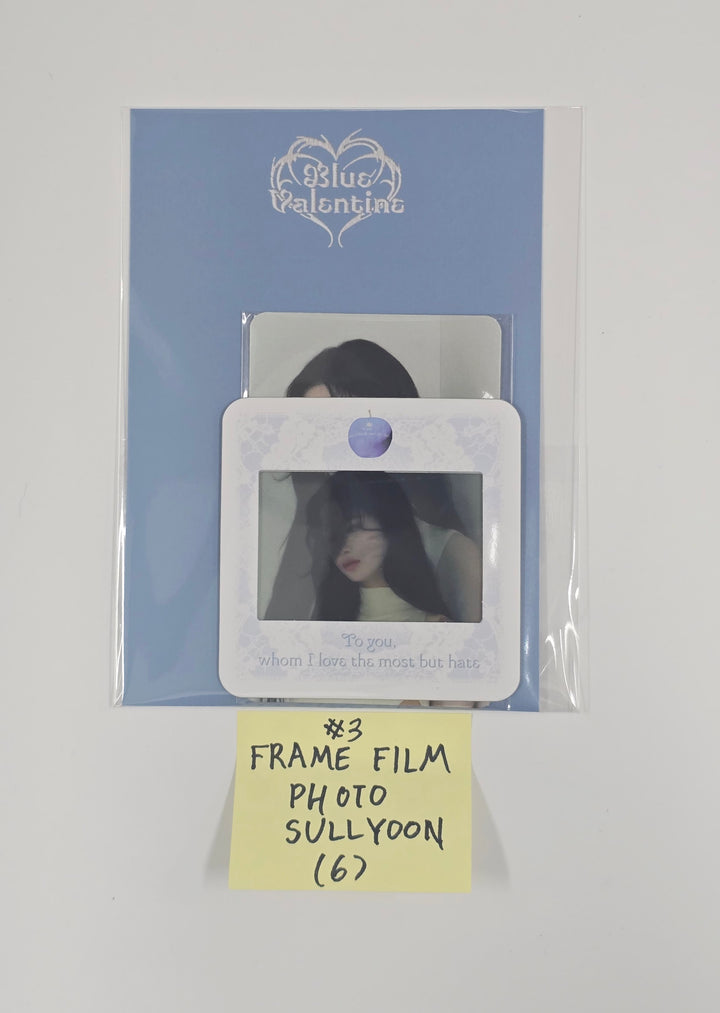 Blue
Valentine
To you,
whom I love the most but hate
#3
FRAME FILM
PHOTO
SULLYOON
(6)